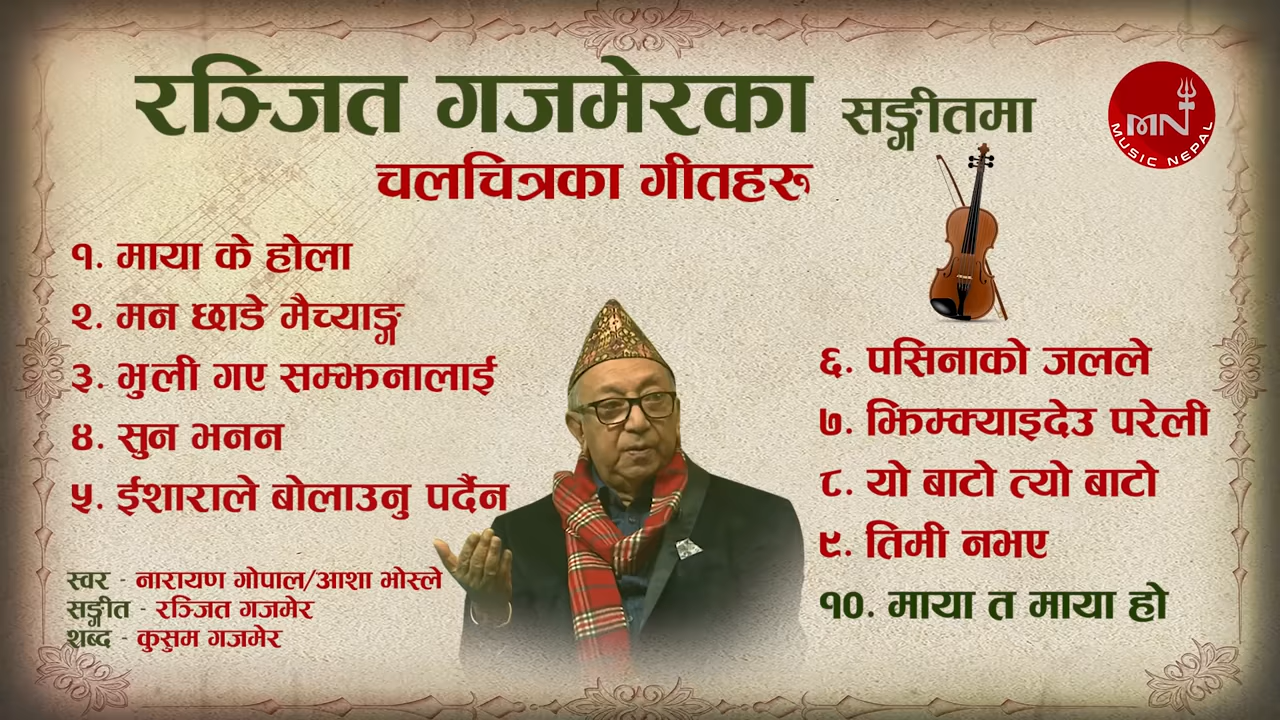 रञ्जित गजमेरका सङ्गीतमा
चलचित्रका गीतहरु
MN
MUSIC NEPAL
१. माया के होला
२. मन छाडे मैच्याङ्ग
३. भुली गए सम्झनालाई
४. सुन भनन
५. ईशाराले बोलाउनु पर्दैन
६. पसिनाको जलले
७. झिम्क्याइदेउ परेली
८. यो बाटो त्यो बाटो
९. तिमी नभए
१०. माया त माया हो
स्वर - नारायण गोपाल/आशा भोस्ले
सङ्गीत - रञ्जित गजमेर
शब्द - कुसुम गजमेर